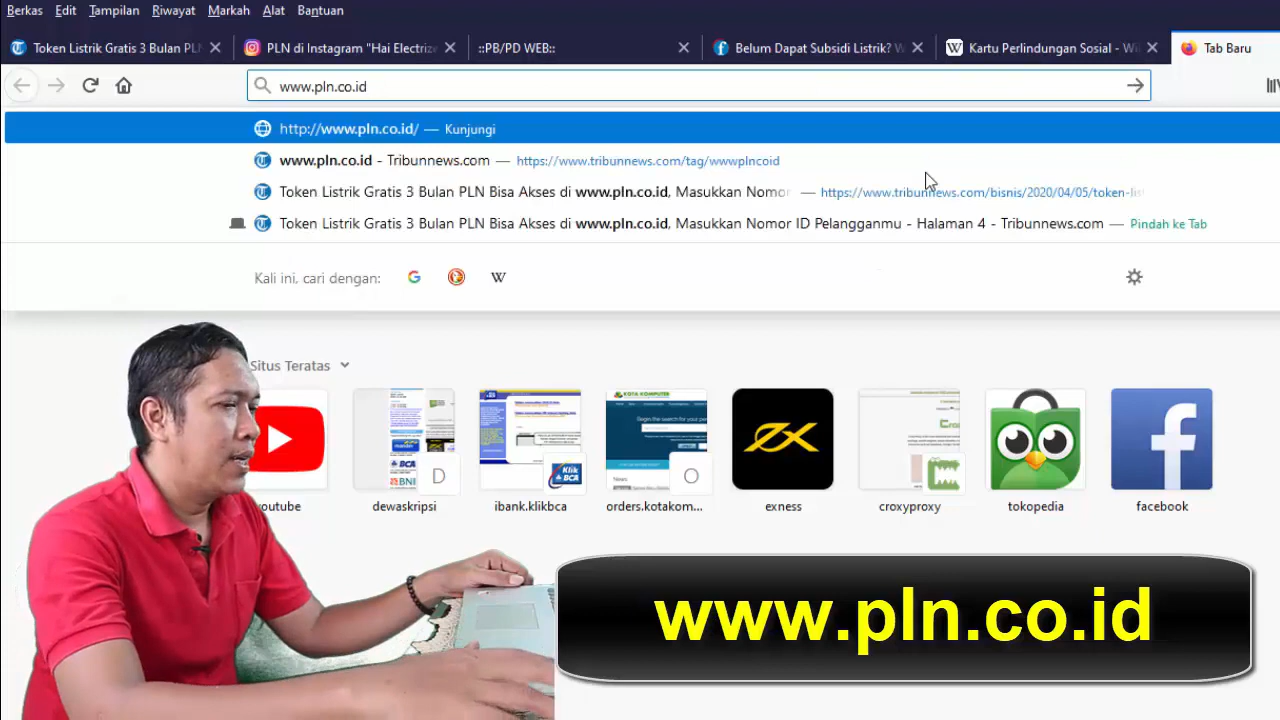 Berkas Edit Tampilan Riwayat Markah Alat Bantuan
Token Listrik Gratis 3 Bulan PLN
PLN di Instagram "Hai Electrize
::PB/PD WEB::
Belum Dapat Subsidi Listrik? W
Kartu Perlindungan Sosial - Wi
Tab Baru
www.pln.co.id
http://www.pln.co.id/ — Kunjungi
www.pln.co.id - Tribunnews.com — https://www.tribunnews.com/tag/wwwplncoid
Token Listrik Gratis 3 Bulan PLN Bisa Akses di www.pln.co.id, Masukkan Nomor — https://www.tribunnews.com/bisnis/2020/04/05/token-lis
Token Listrik Gratis 3 Bulan PLN Bisa Akses di www.pln.co.id, Masukkan Nomor ID Pelangganmu - Halaman 4 - Tribunnews.com — Pindah ke Tab
Kali ini, cari dengan:
Situs Teratas
youtube
dewaskripsi
ibank.klikbca
orders.kotakom...
exness
croxyproxy
tokopedia
facebook
www.pln.co.id